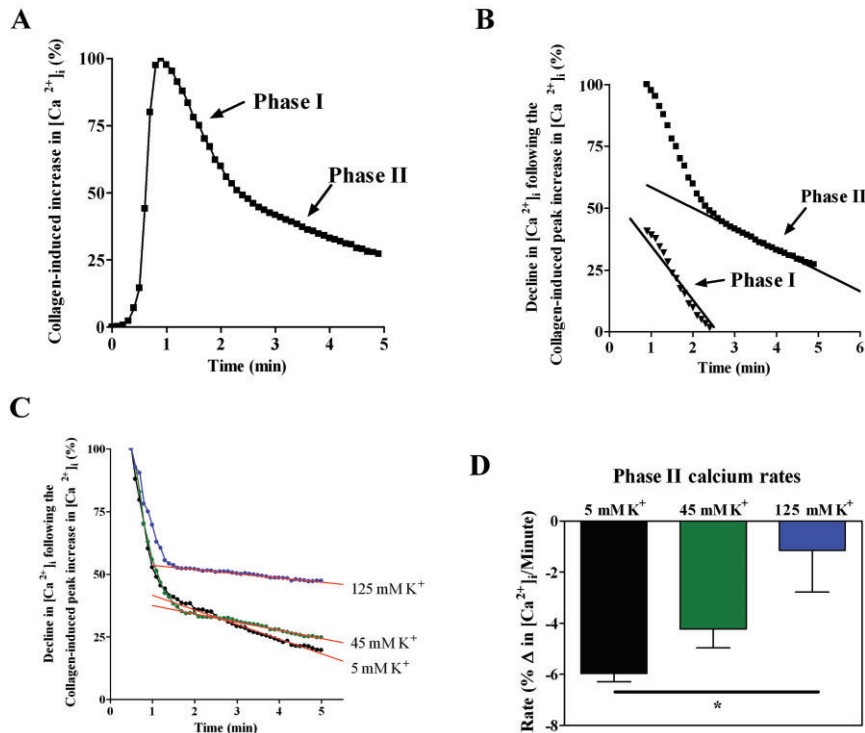 A
Collagen-induced increase in [Ca 2+]i (%)
100
75
50
25
0
0
1
2
3
4
5
Time (min)
Phase I
Phase II
B
Decline in [Ca 2+]i following the
Collagen-induced peak increase in [Ca 2+]i (%)
100
75
50
25
0
0
1
2
3
4
5
6
Time (min)
Phase II
Phase I
C
Decline in [Ca 2+]i following the
Collagen-induced peak increase in [Ca 2+]i (%)
100
75
50
25
0
0
1
2
3
4
5
Time (min)
125 mM K+
45 mM K+
5 mM K+
D
Phase II calcium rates
5 mM K+ 45 mM K+ 125 mM K+
Rate (% Δ in [Ca2+]i/Minute)
0
-2
-4
-6
-8
*